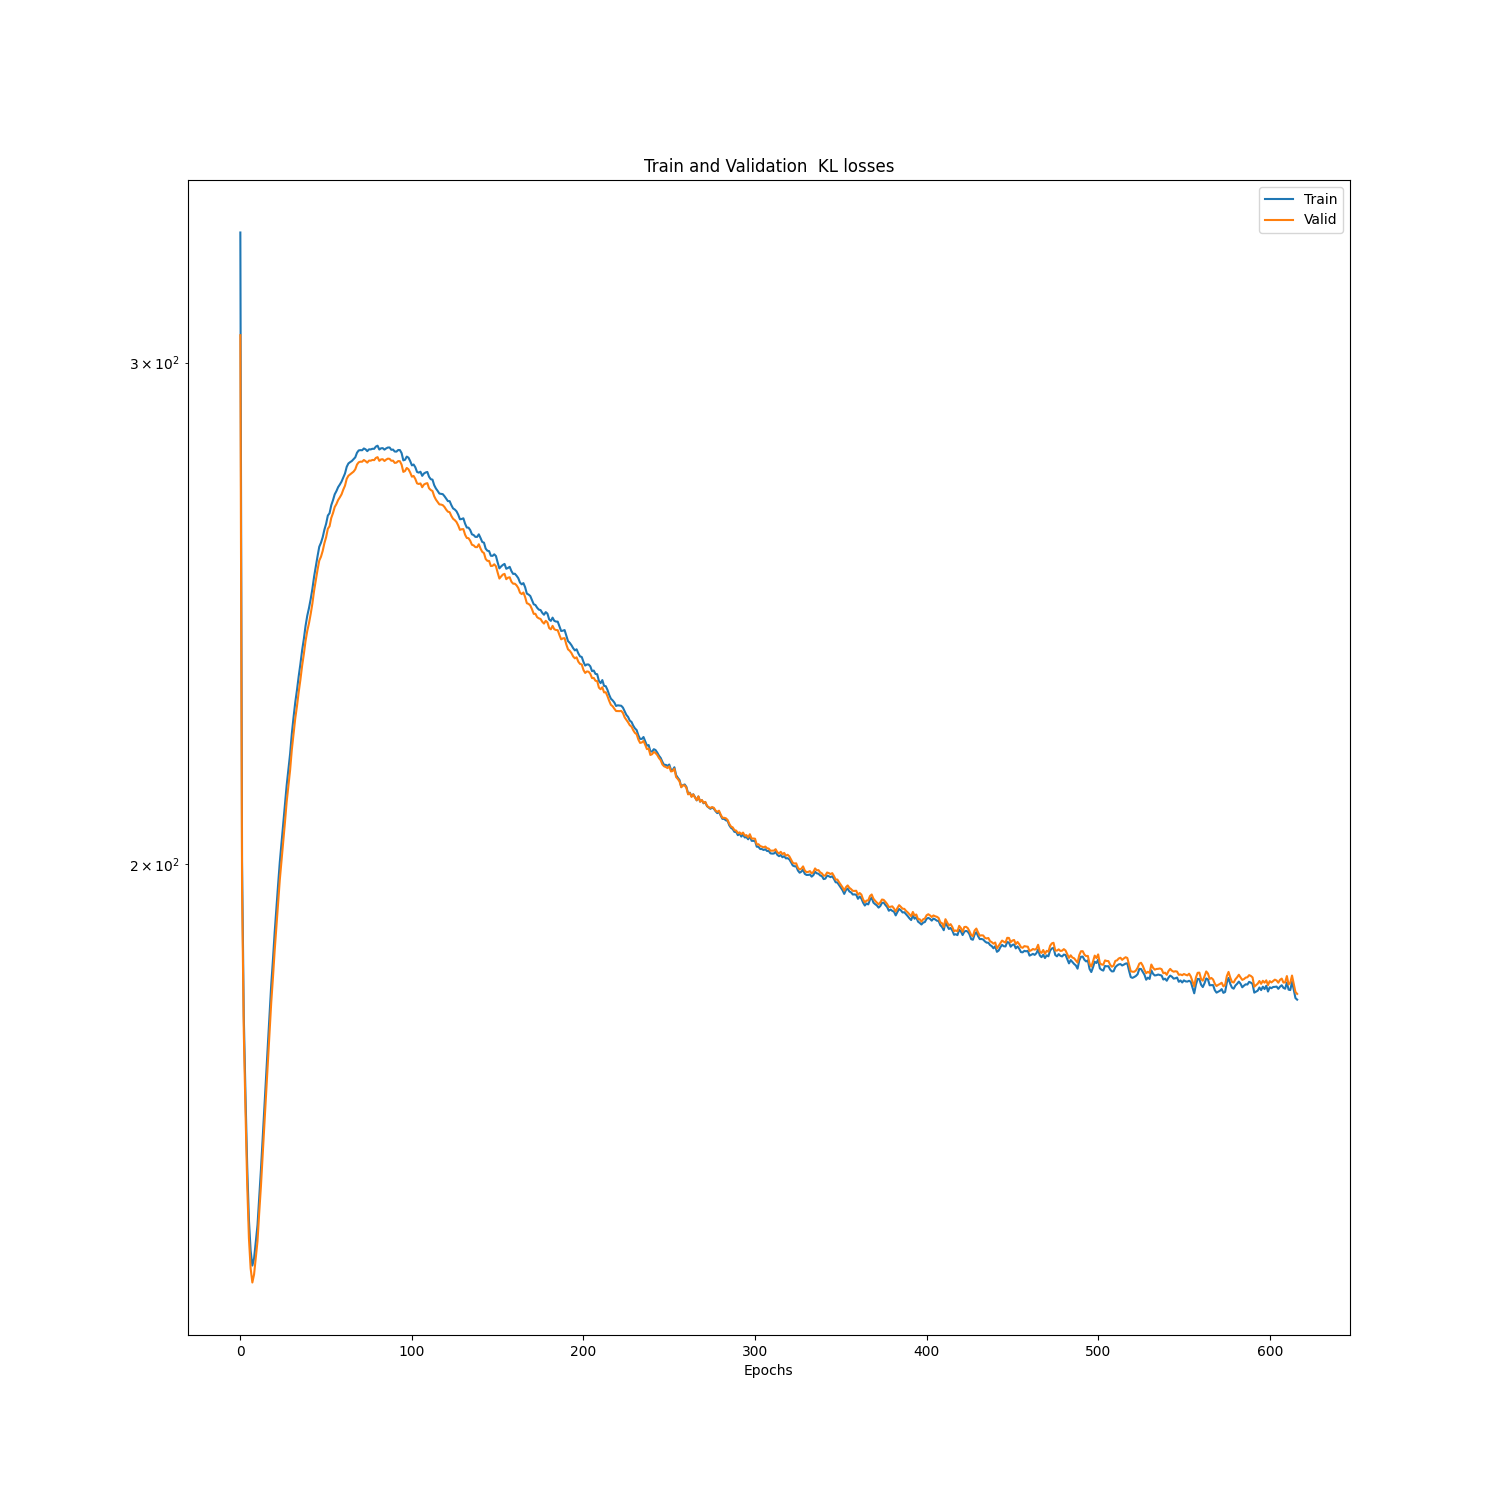 Train and Validation  KL losses
Train
Valid
3 × 10²
2 × 10²
0 100 200 300 400 500 600
Epochs